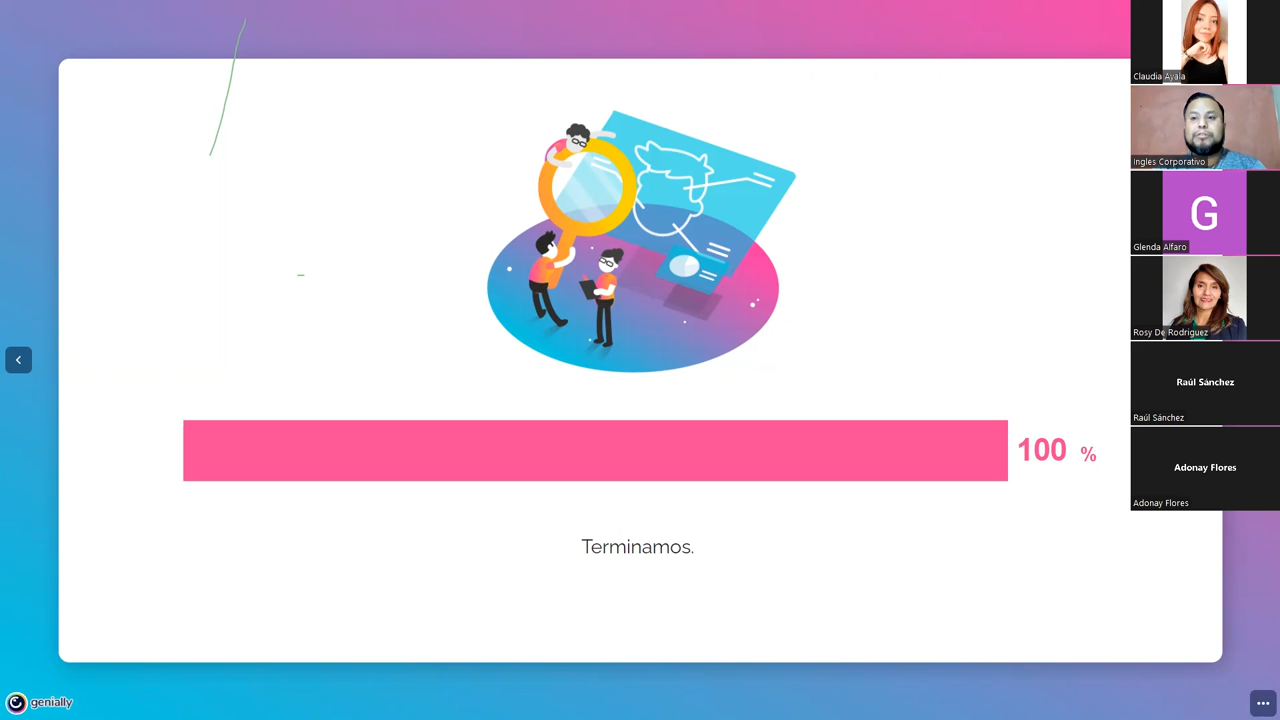 100 %
Terminamos.
genially
Claudia Ayala
Ingles Corporativo
G
Glenda Alfaro
Rosy De Rodriguez
Raúl Sánchez
Raúl Sánchez
Adonay Flores
Adonay Flores